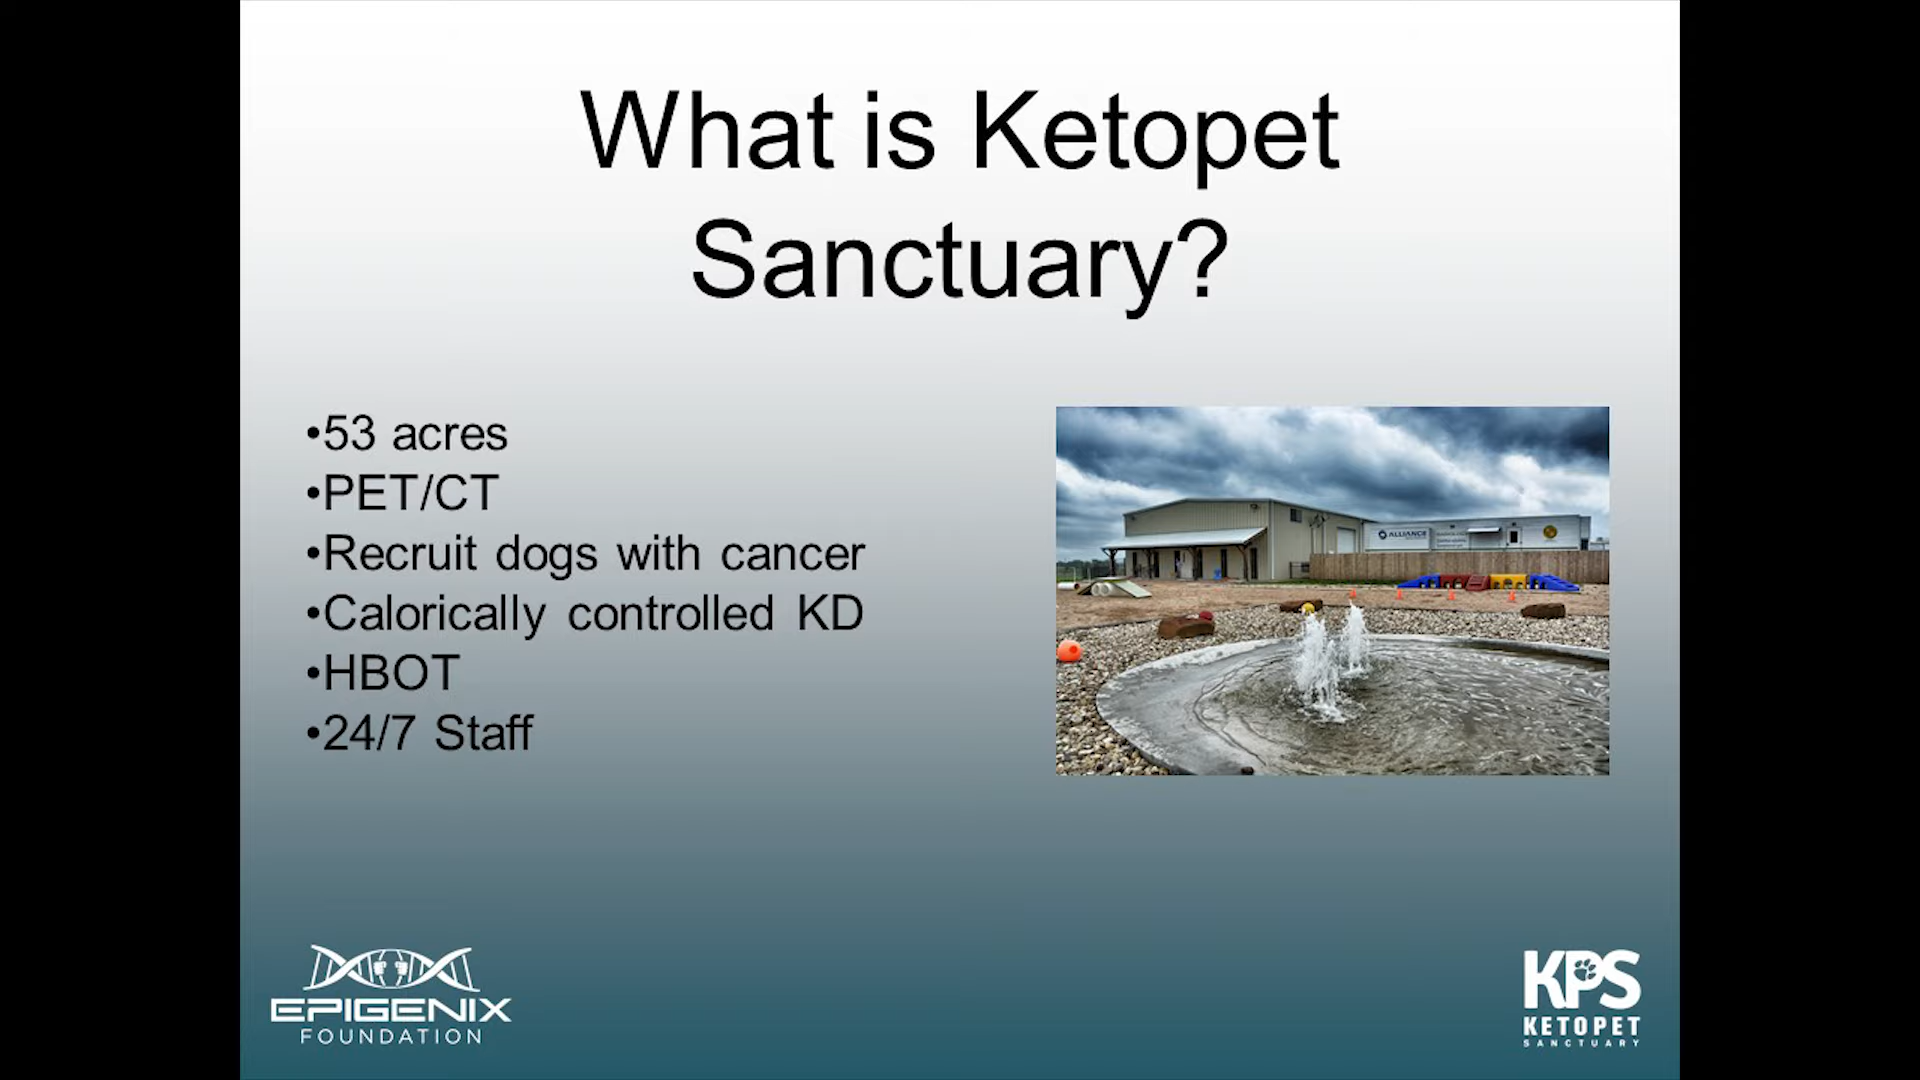 What is Ketopet
Sanctuary?
•53 acres
•PET/CT
•Recruit dogs with cancer
•Calorically controlled KD
•HBOT
•24/7 Staff
ALLIANCE
EPIGENIX
FOUNDATION
KPS
KETOPET
SANCTUARY